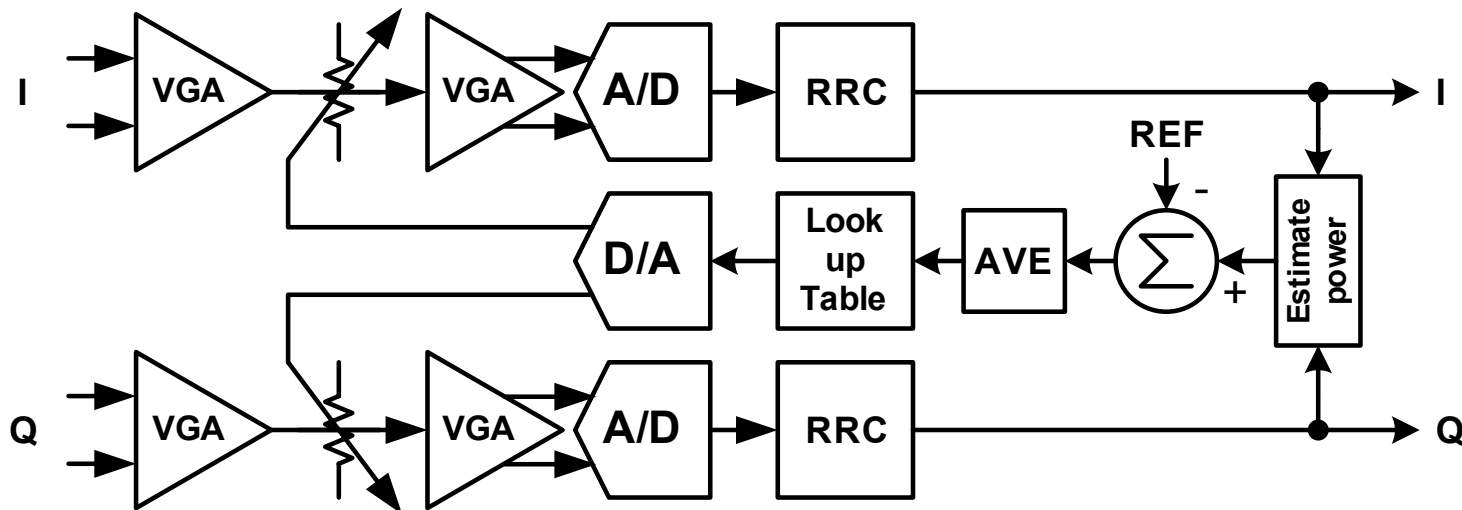 I
VGA
VGA
A/D
RRC
I
REF
-
D/A
Look
up
Table
AVE
Σ
+
Estimate
power
Q
VGA
VGA
A/D
RRC
Q